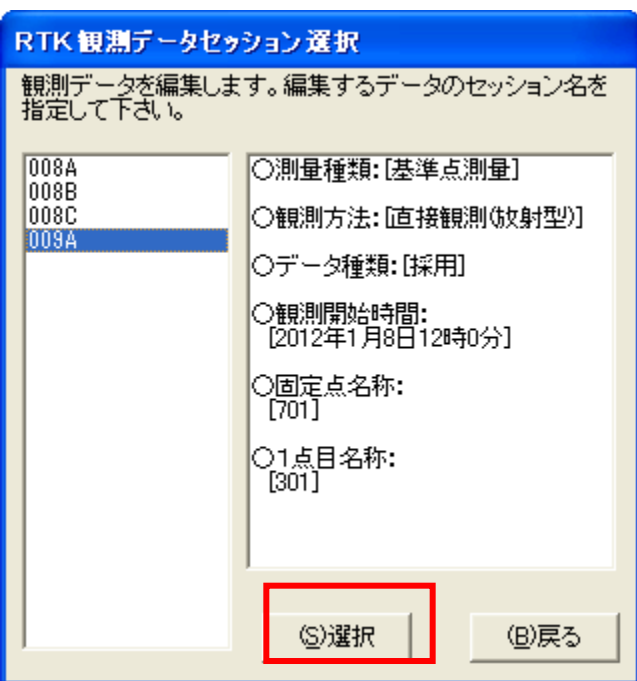 RTK観測データセッション選択
観測データを編集します。編集するデータのセッション名を
指定して下さい。
008A
008B
008C
009A
○測量種類:[基準点測量]
○観測方法:[直接観測(放射型)]
○データ種類:[採用]
○観測開始時間:
[2012年1月8日12時0分]
○固定点名称:
[701]
○1点目名称:
[301]
(S)選択
(B)戻る